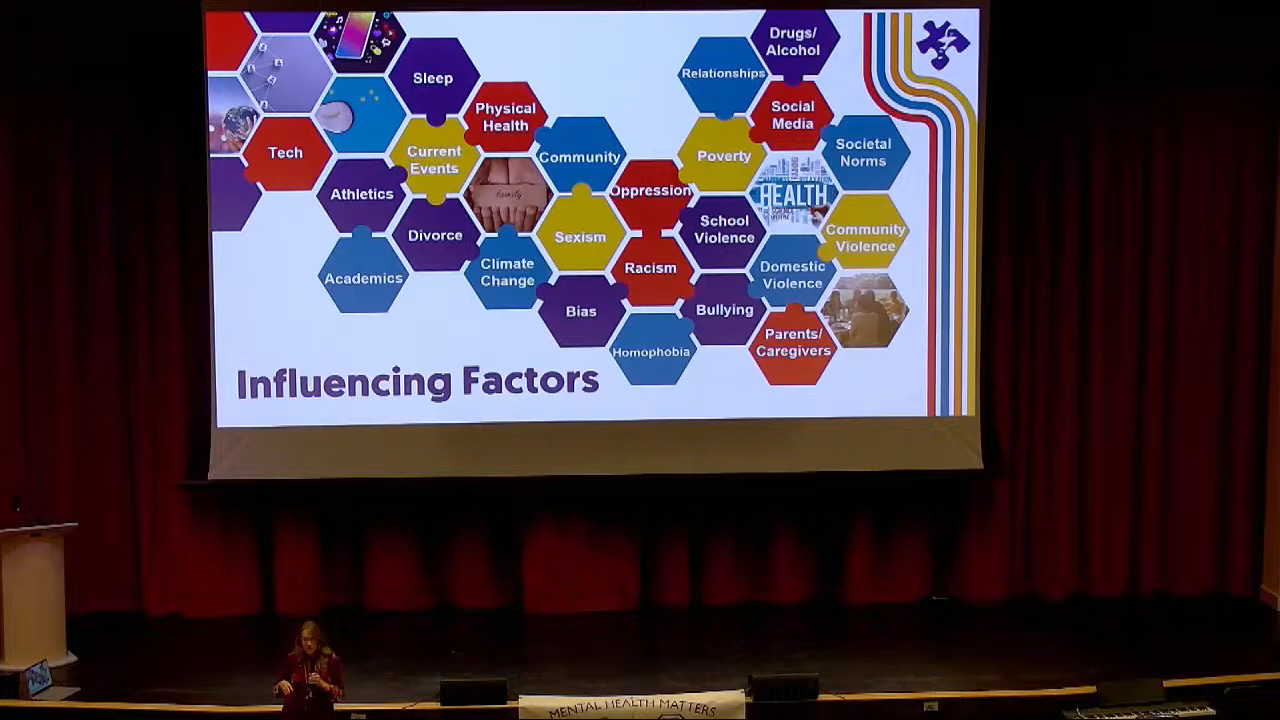 Drugs/
Alcohol
Relationships
Sleep
Social
Media
Physical
Health
Societal
Norms
Tech
Current
Events
Community
Poverty
Athletics
family
Oppression
HEALTH
School
Violence
Community
Violence
Divorce
Sexism
Academics
Climate
Change
Racism
Domestic
Violence
Bias
Bullying
Homophobia
Parents/
Caregivers
Influencing Factors
MENTAL HEALTH MATTERS